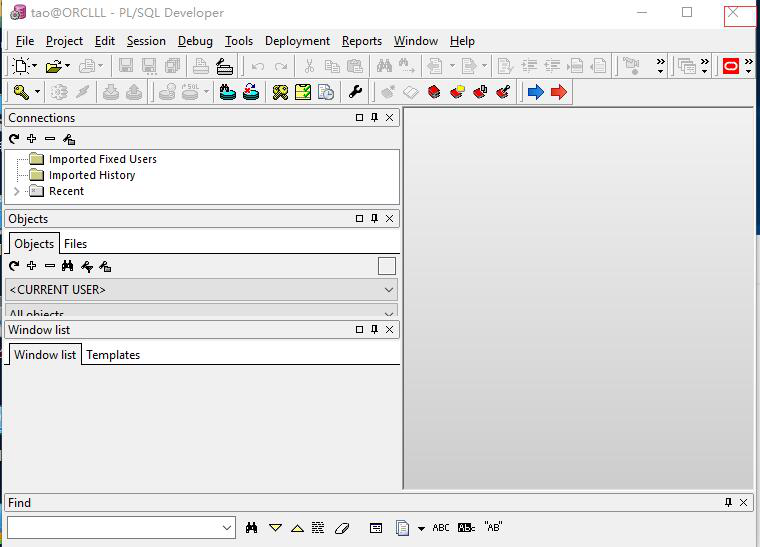 tao@ORCLLL - PL/SQL Developer
File Project Edit Session Debug Tools Deployment Reports Window Help
Connections
Imported Fixed Users
Imported History
Recent
Objects
Objects Files
<CURRENT USER>
All objects
Window list
Window list Templates
Find
ABC "AB"